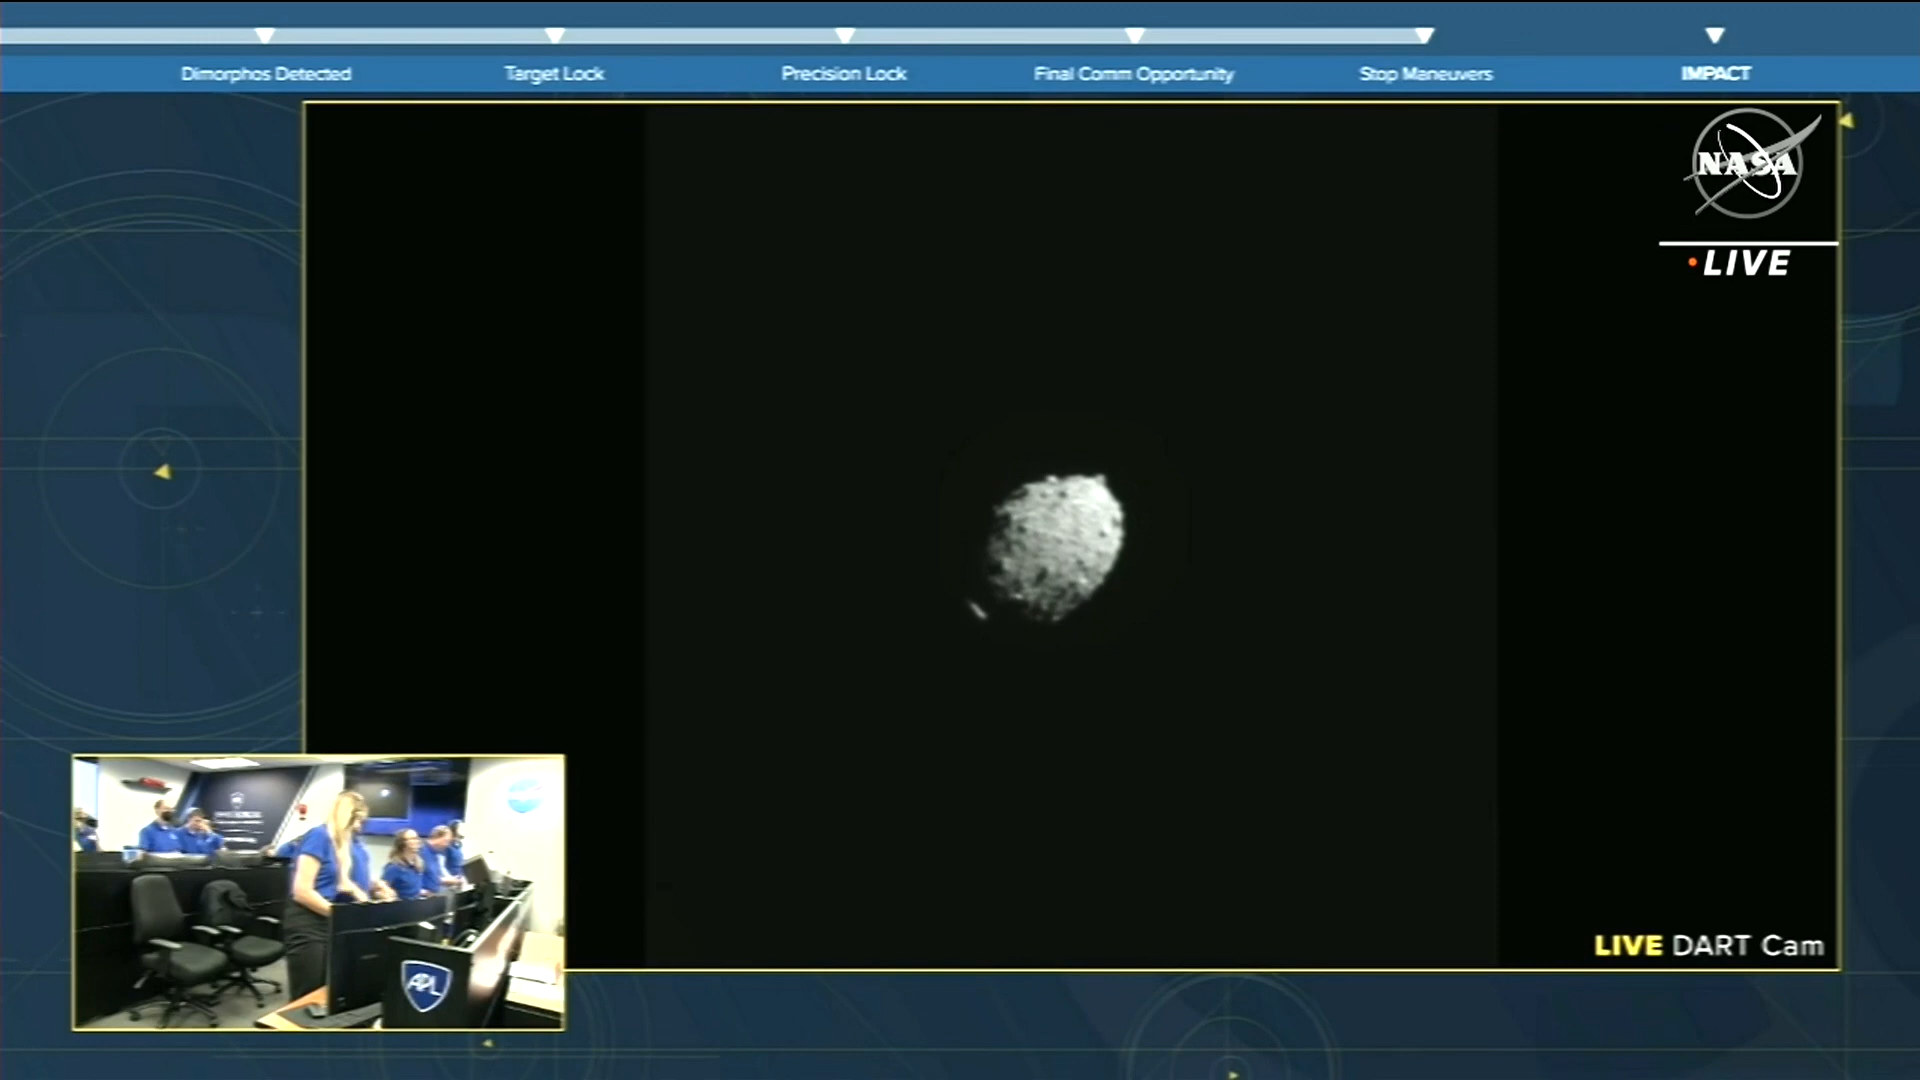 Dimorphos Detected
Target Lock
Precision Lock
Final Comm Opportunity
Stop Maneuvers
IMPACT
NASA
LIVE
LIVE DART Cam
APL